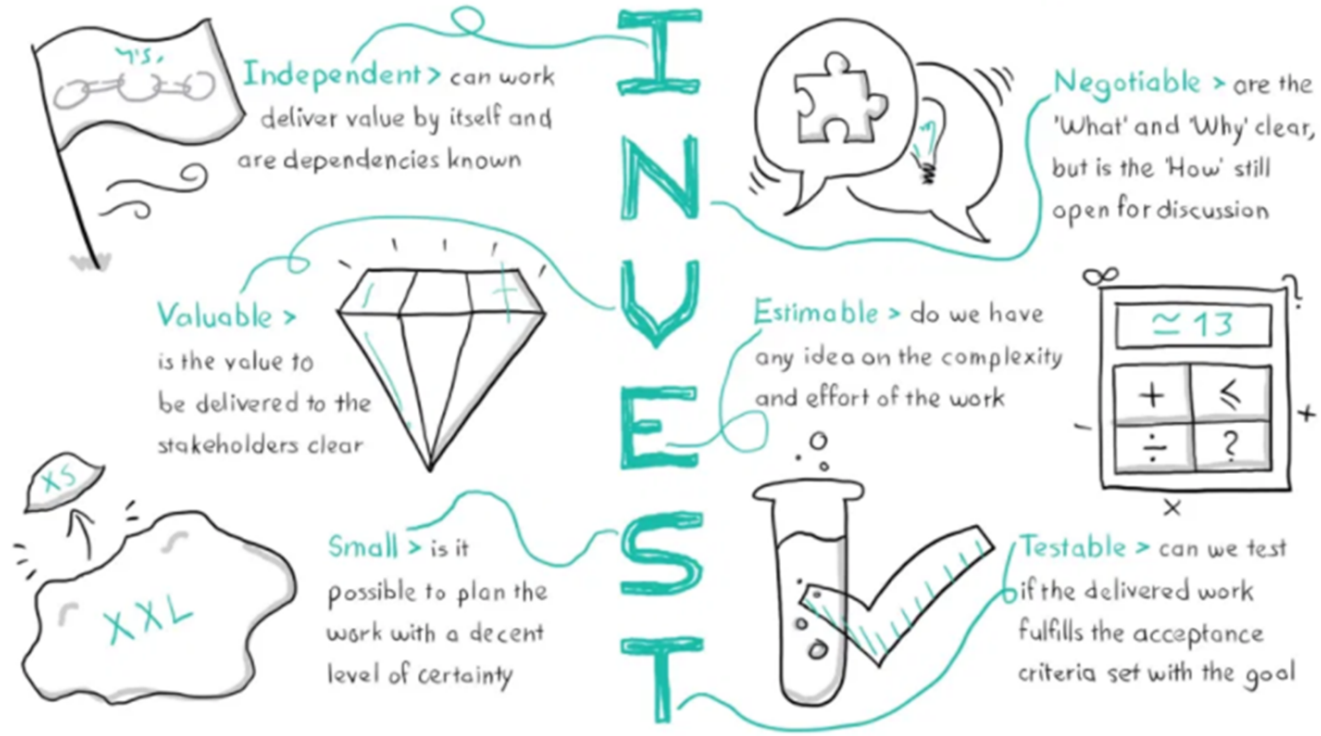 I
N
V
E
S
T
Independent > can work
deliver value by itself and
are dependencies known
Negotiable > are the
'What' and 'Why' clear,
but is the 'How' still
open for discussion
Valuable >
is the value to
be delivered to the
stakeholders clear
Estimable > do we have
any idea on the complexity
and effort of the work
∞ ?
≃ 13
+ ≤
÷ ?
- +
×
XS
XXL
Small > is it
possible to plan the
work with a decent
level of certainty
Testable > can we test
if the delivered work
fulfills the acceptance
criteria set with the goal